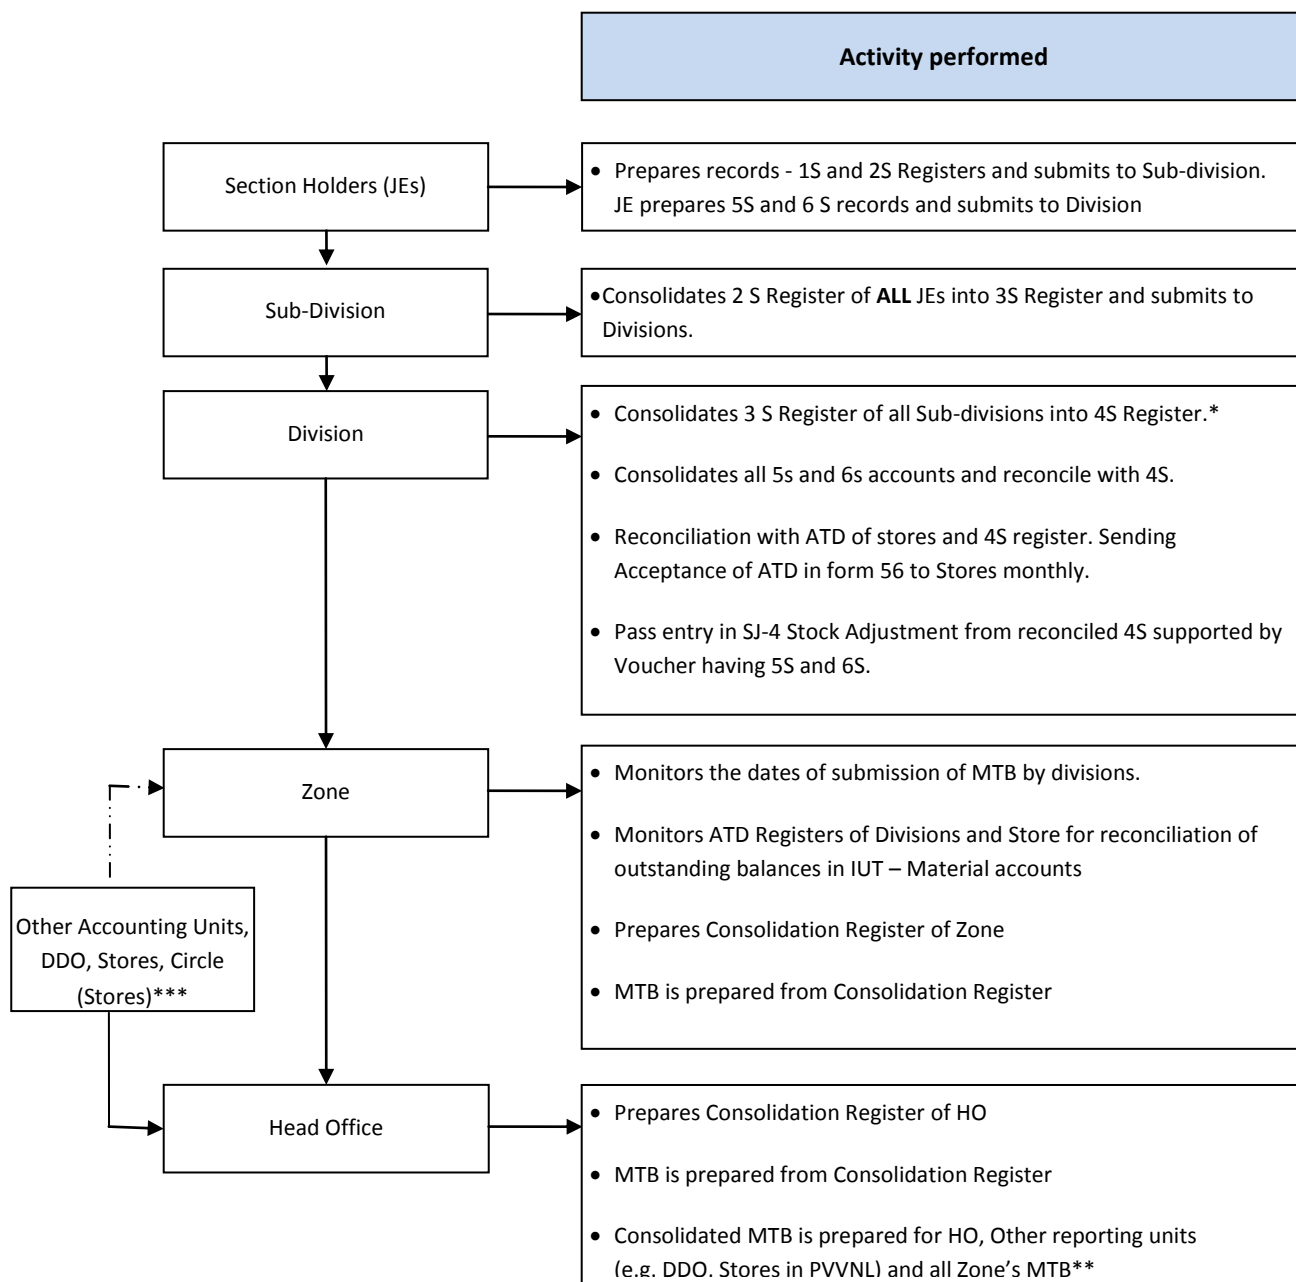 Activity performed
Section Holders (JEs)
• Prepares records - 1S and 2S Registers and submits to Sub-division.
JE prepares 5S and 6 S records and submits to Division
Sub-Division
•Consolidates 2 S Register of ALL JEs into 3S Register and submits to
Divisions.
Division
• Consolidates 3 S Register of all Sub-divisions into 4S Register.*
• Consolidates all 5s and 6s accounts and reconcile with 4S.
• Reconciliation with ATD of stores and 4S register. Sending
Acceptance of ATD in form 56 to Stores monthly.
• Pass entry in SJ-4 Stock Adjustment from reconciled 4S supported by
Voucher having 5S and 6S.
Zone
• Monitors the dates of submission of MTB by divisions.
• Monitors ATD Registers of Divisions and Store for reconciliation of
outstanding balances in IUT – Material accounts
• Prepares Consolidation Register of Zone
• MTB is prepared from Consolidation Register
Other Accounting Units,
DDO, Stores, Circle
(Stores)***
Head Office
• Prepares Consolidation Register of HO
• MTB is prepared from Consolidation Register
• Consolidated MTB is prepared for HO, Other reporting units
(e.g. DDO, Stores in PVVNL) and all Zone's MTB**